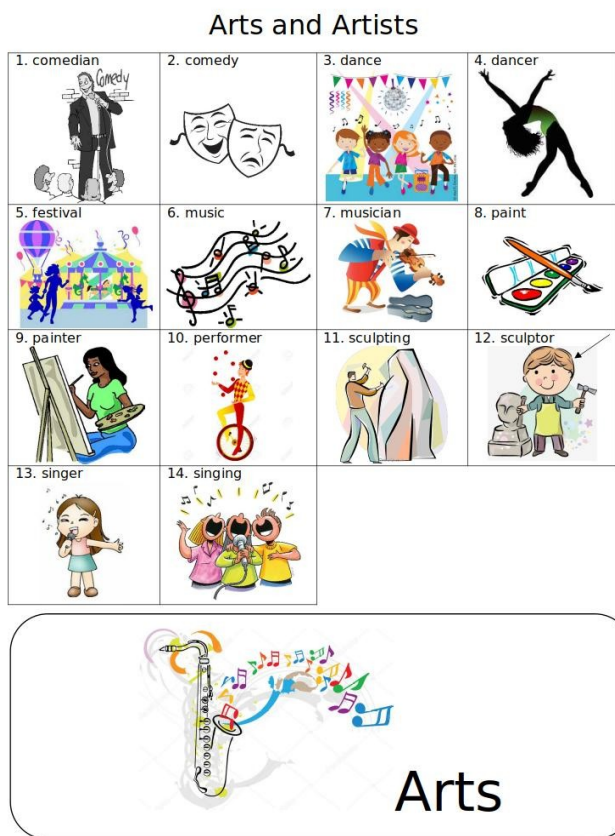 Arts and Artists
1. comedian
Comedy
2. comedy
3. dance
4. dancer
5. festival
6. music
7. musician
8. paint
9. painter
10. performer
11. sculpting
12. sculptor
13. singer
14. singing
Arts